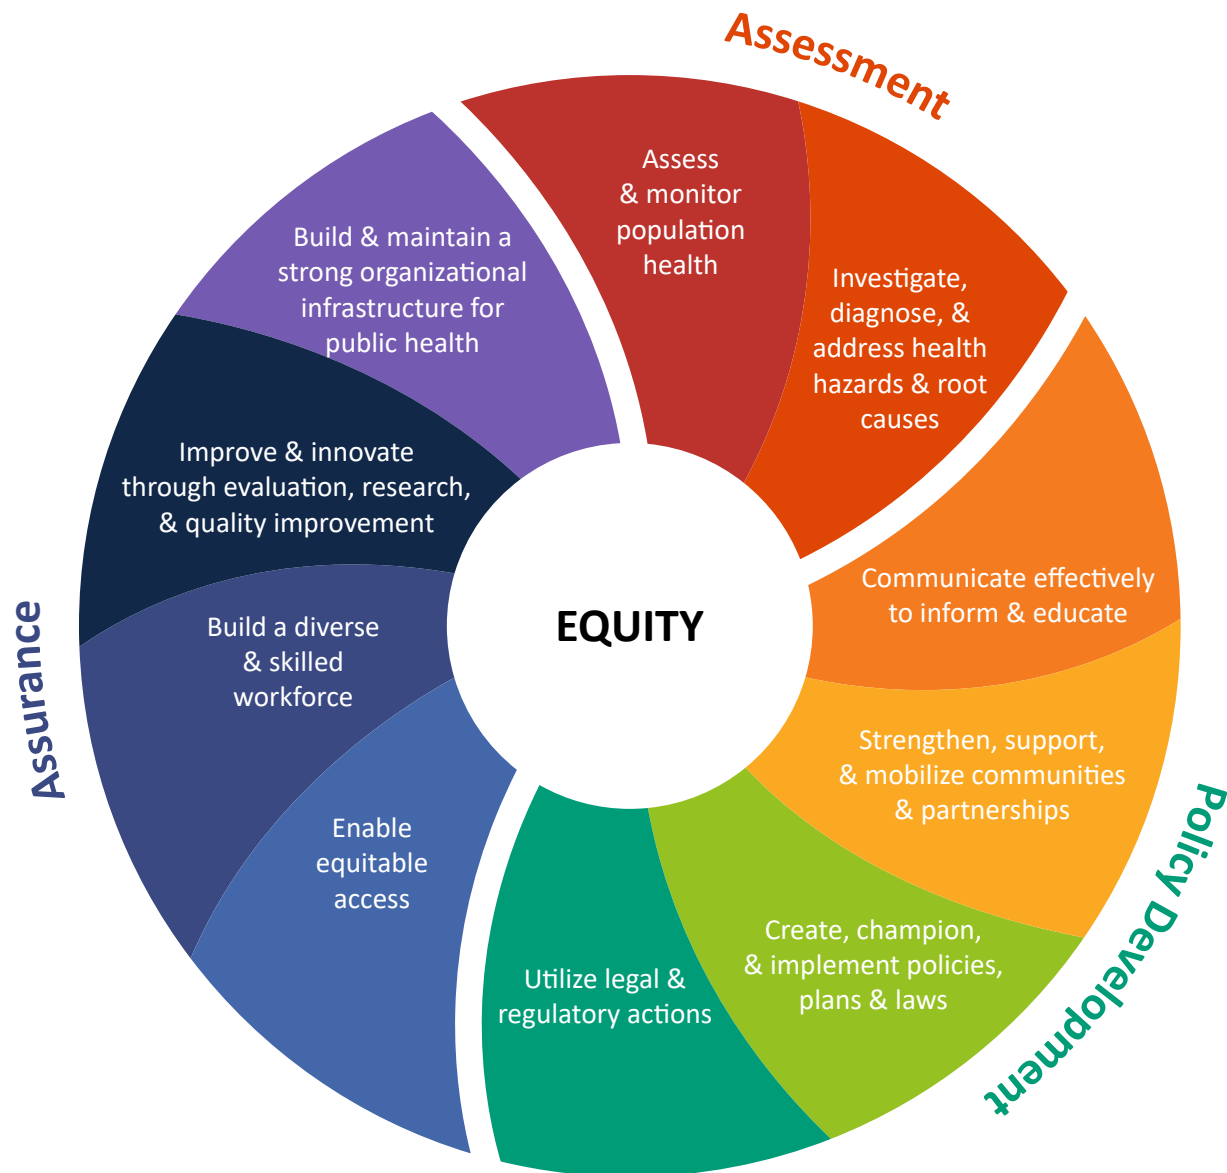 Assessment
Assess
& monitor
population
health
Investigate,
diagnose, &
address health
hazards & root
causes
Communicate effectively
to inform & educate
Strengthen, support,
& mobilize communities
& partnerships
Policy Development
Create, champion,
& implement policies,
plans & laws
Utilize legal &
regulatory actions
Enable
equitable
access
Assurance
Build a diverse
& skilled
workforce
Improve & innovate
through evaluation, research,
& quality improvement
Build & maintain a
strong organizational
infrastructure for
public health
EQUITY